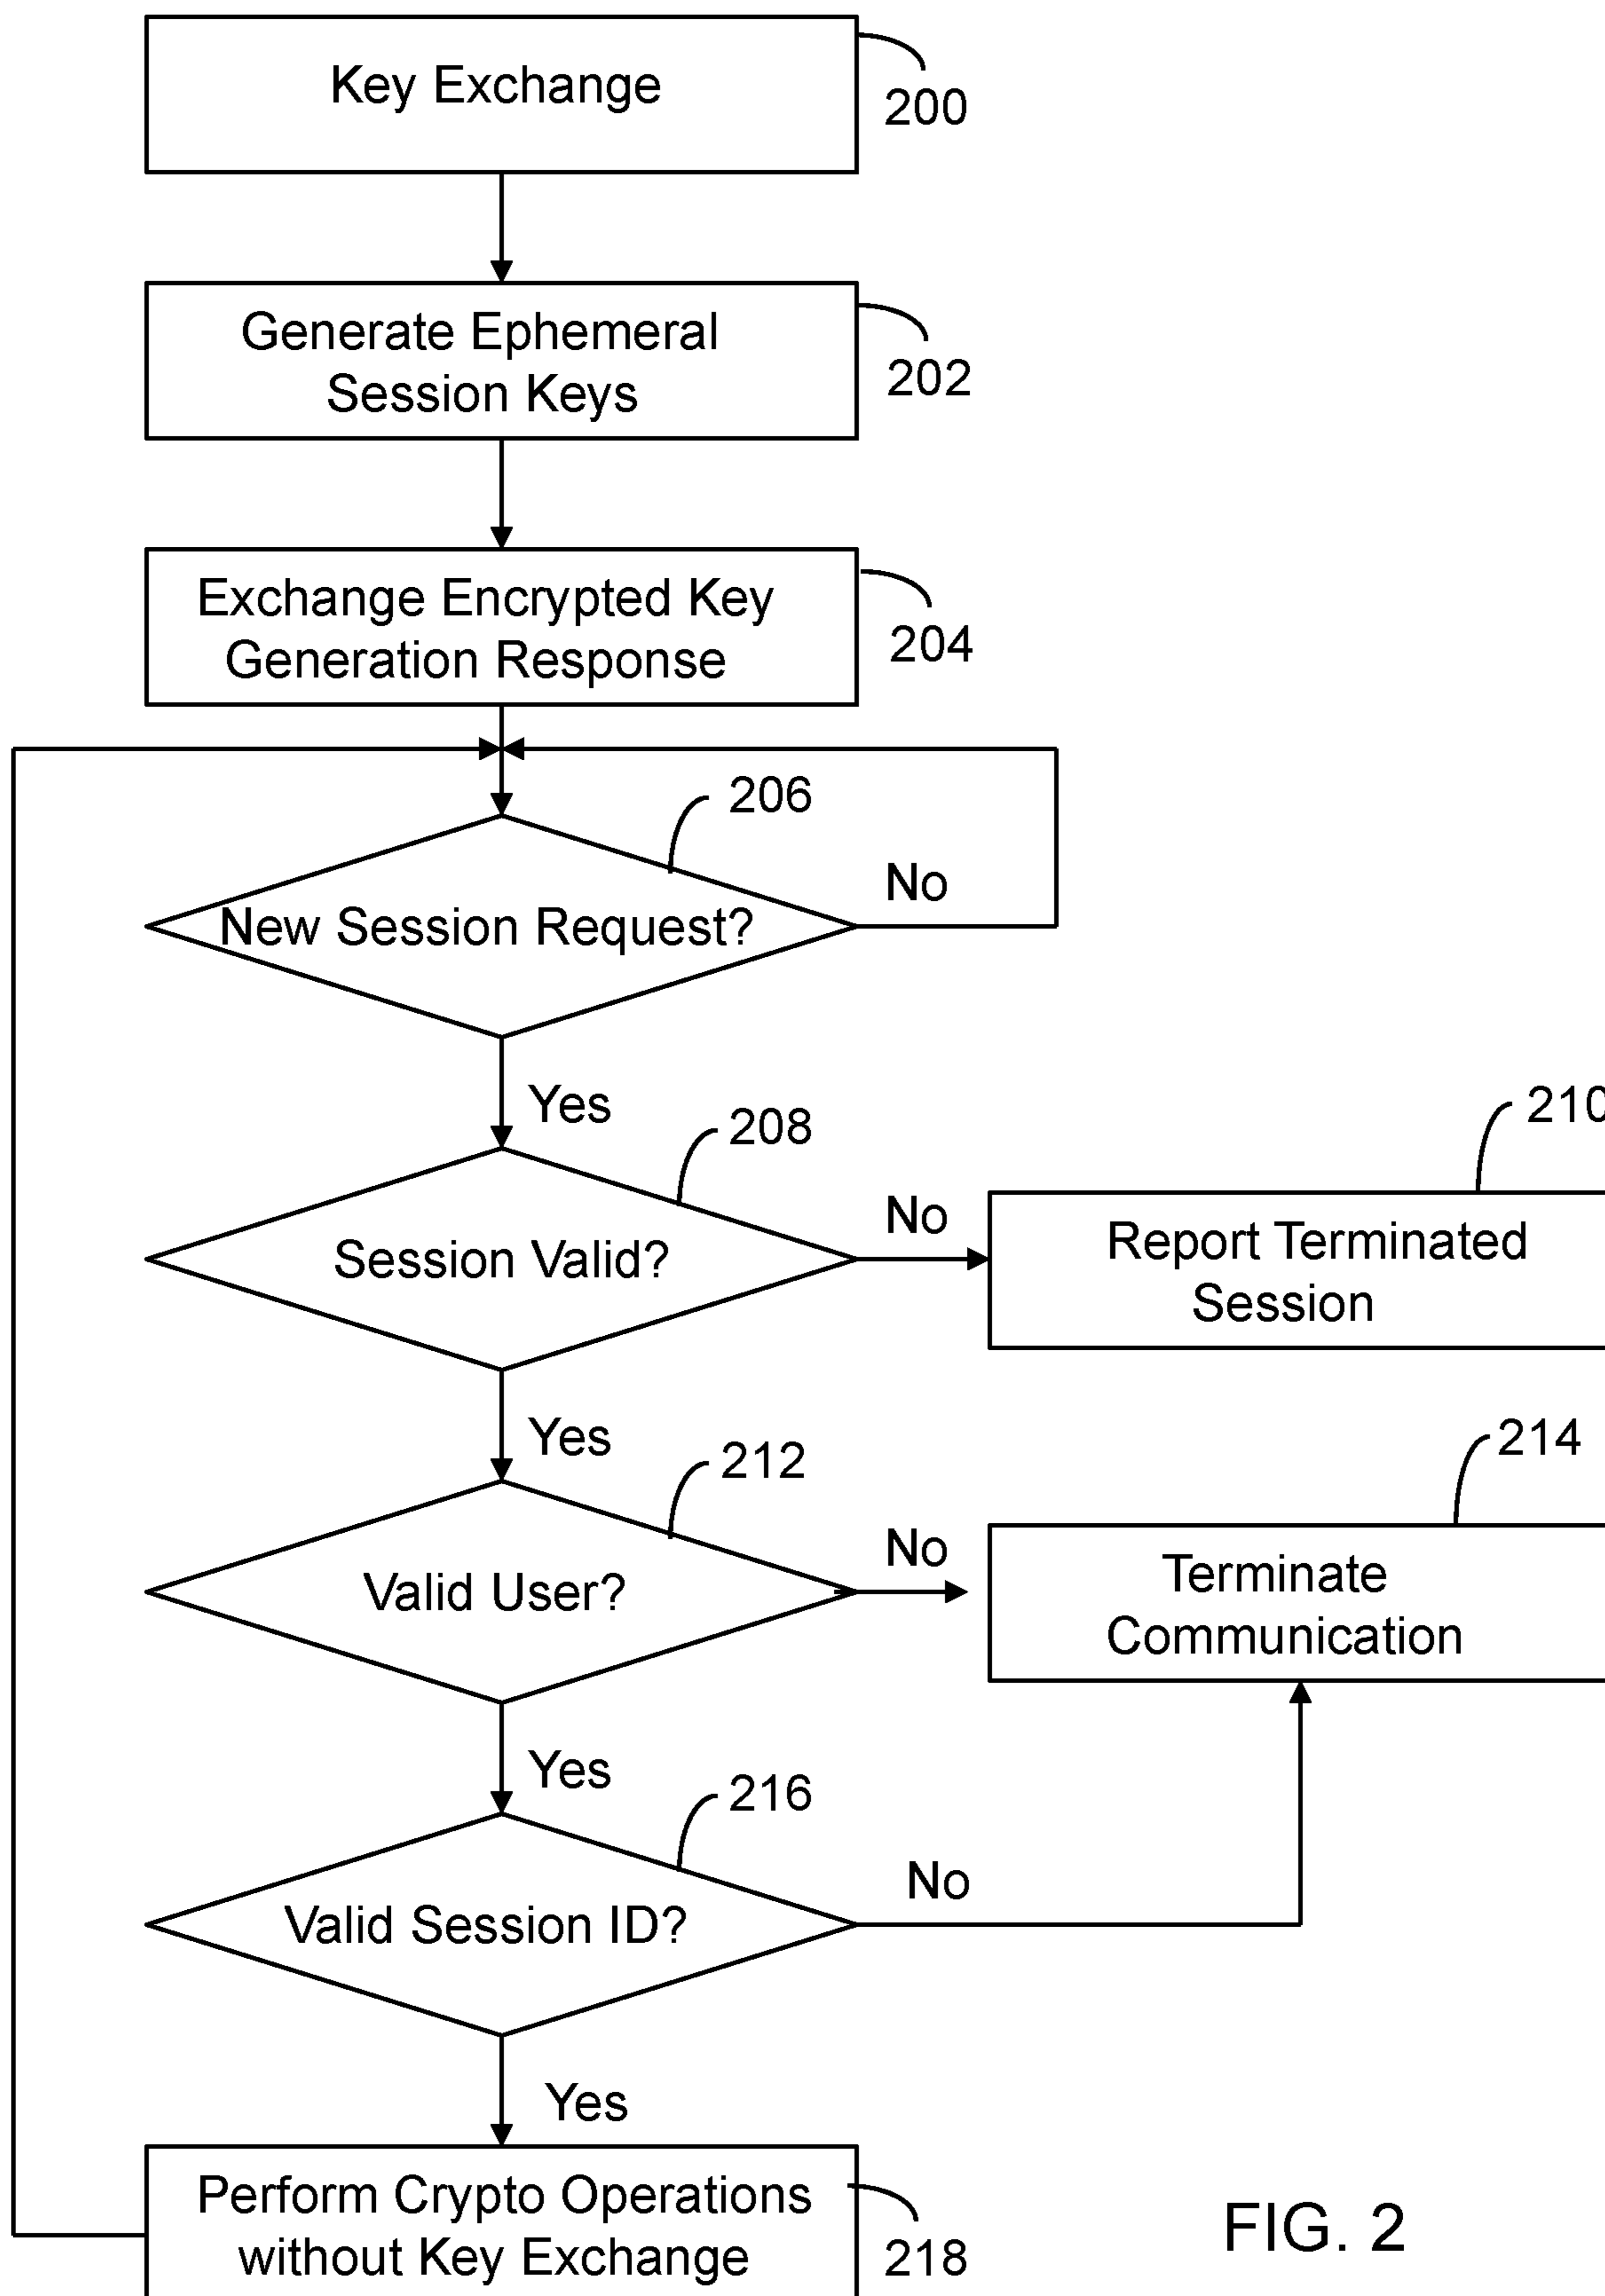 Key Exchange
200
Generate Ephemeral
Session Keys
202
Exchange Encrypted Key
Generation Response
204
206
New Session Request?
No
Yes
208
210
Session Valid?
No
Report Terminated
Session
Yes
212
214
Valid User?
No
Terminate
Communication
Yes
216
Valid Session ID?
No
Yes
Perform Crypto Operations
without Key Exchange
218
FIG. 2